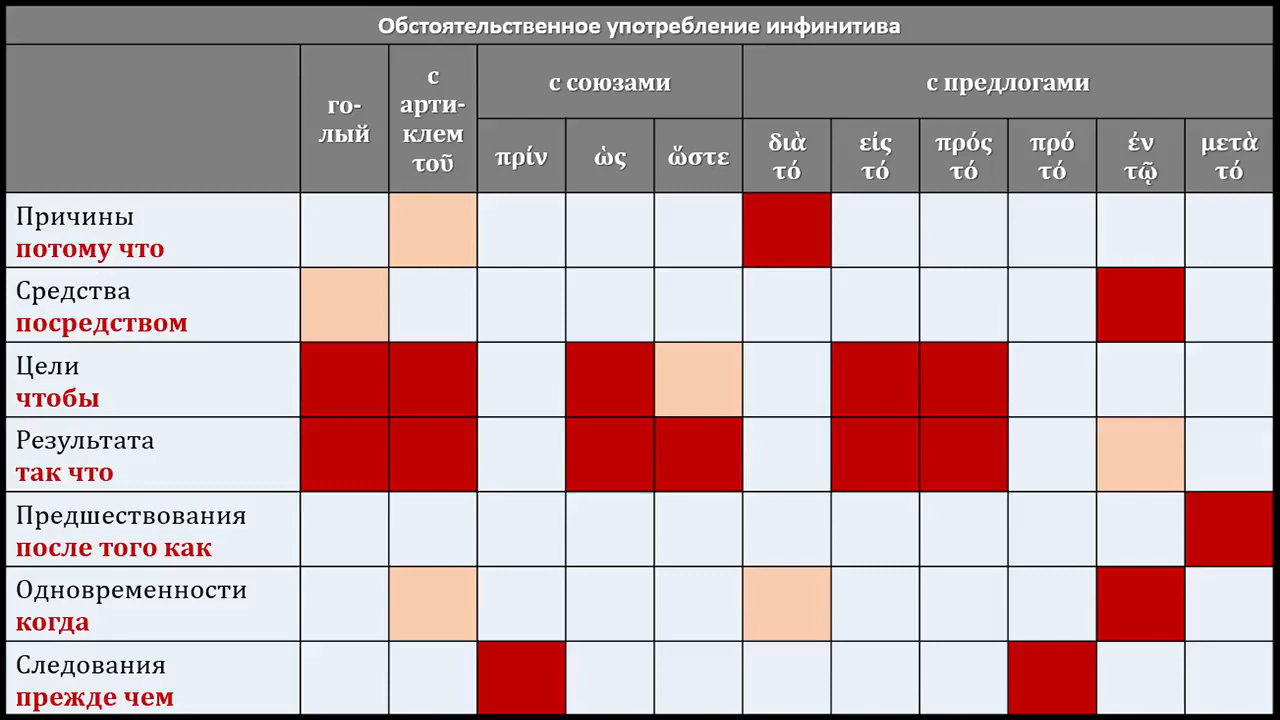 Обстоятельственное употребление инфинитива
го-
лый
с
арти-
клем
τοῦ
с союзами
с предлогами
πρίν
ὡς
ὥστε
διὰ
τό
εἰς
τό
πρός
τό
πρό
τό
ἐν
τῷ
μετὰ
τό
Причины
потому что
Средства
посредством
Цели
чтобы
Результата
так что
Предшествования
после того как
Одновременности
когда
Следования
прежде чем